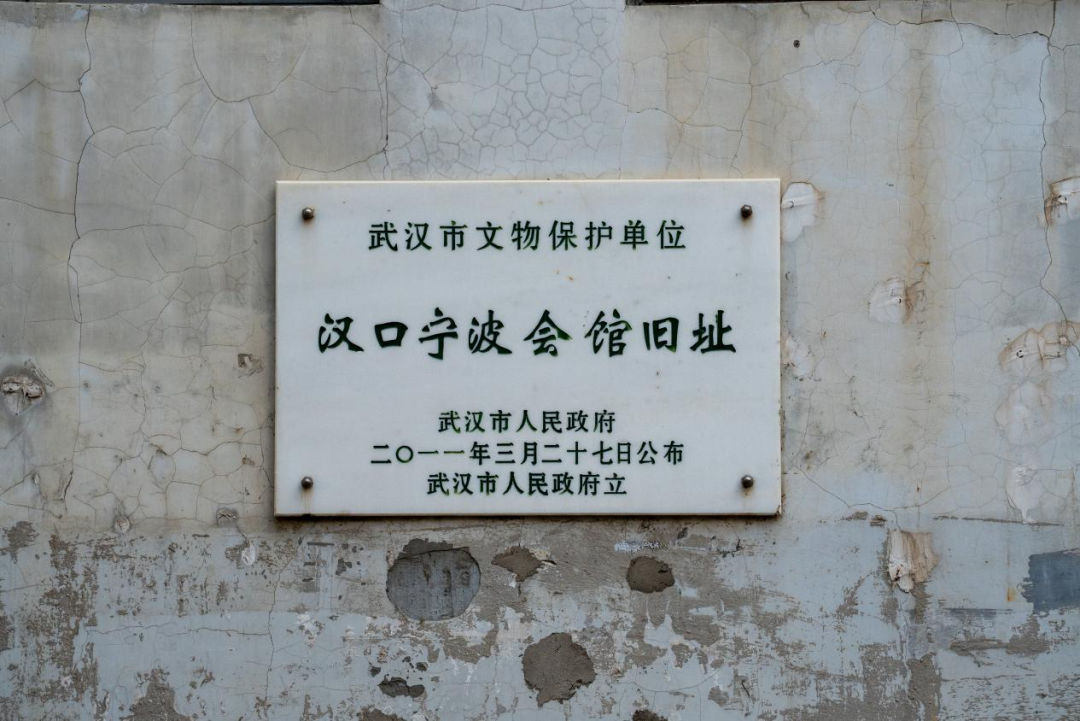 武汉市文物保护单位
汉口宁波会馆旧址
武汉市人民政府
二〇一一年三月二十七日公布
武汉市人民政府立